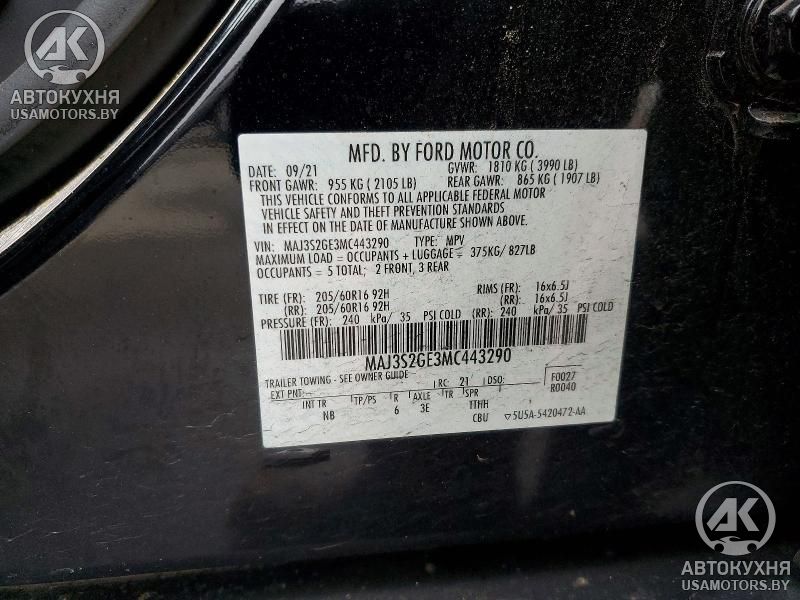 АК
АВТОКУХНЯ
USAMOTORS.BY
MFD. BY FORD MOTOR CO.
DATE: 09/21 GVWR: 1810 KG ( 3990 LB)
FRONT GAWR: 955 KG ( 2105 LB) REAR GAWR: 865 KG ( 1907 LB)
THIS VEHICLE CONFORMS TO ALL APPLICABLE FEDERAL MOTOR
VEHICLE SAFETY AND THEFT PREVENTION STANDARDS
IN EFFECT ON THE DATE OF MANUFACTURE SHOWN ABOVE.
VIN: MAJ3S2GE3MC443290 TYPE: MPV
MAXIMUM LOAD = OCCUPANTS + LUGGAGE = 375KG/ 827LB
OCCUPANTS = 5 TOTAL; 2 FRONT, 3 REAR
TIRE (FR): 205/60R16 92H RIMS (FR): 16x6.5J
(RR): 205/60R16 92H (RR): 16x6.5J
PRESSURE (FR): 240 kPa/ 35 PSI COLD (RR): 240 kPa/ 35 PSI COLD
MAJ3S2GE3MC443290
TRAILER TOWING - SEE OWNER GUIDE
EXT PNT: RC: 21 DSO: F0027
INT TR TP/PS R AXLE TR SPR R0040
NB 6 3E TTHH
CBU 5U5A-5420472-AA
АК
АВТОКУХНЯ
USAMOTORS.BY